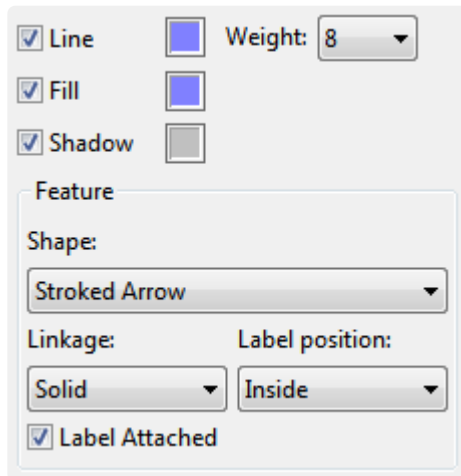 Line Weight: 8
Fill
Shadow
Feature
Shape:
Stroked Arrow
Linkage: Label position:
Solid Inside
Label Attached